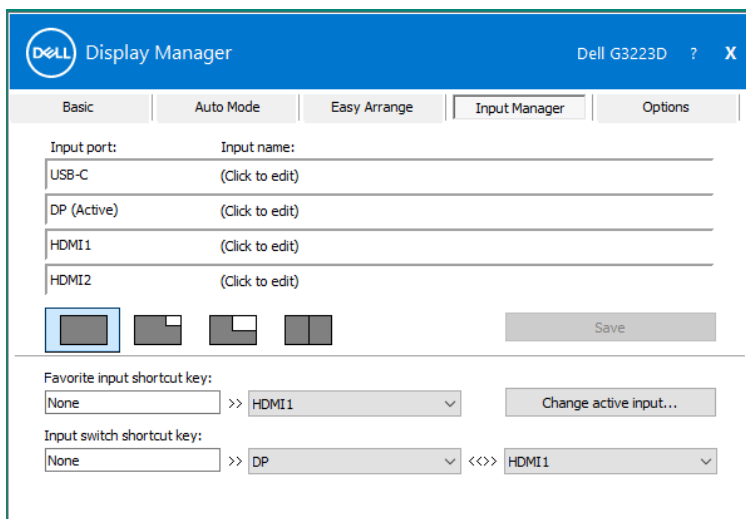 DELL Display Manager Dell G3223D ? X
Basic Auto Mode Easy Arrange Input Manager Options
Input port: Input name:
USB-C (Click to edit)
DP (Active) (Click to edit)
HDMI1 (Click to edit)
HDMI2 (Click to edit)
Save
Favorite input shortcut key:
None >> HDMI1 Change active input...
Input switch shortcut key:
None >> DP <<>> HDMI1